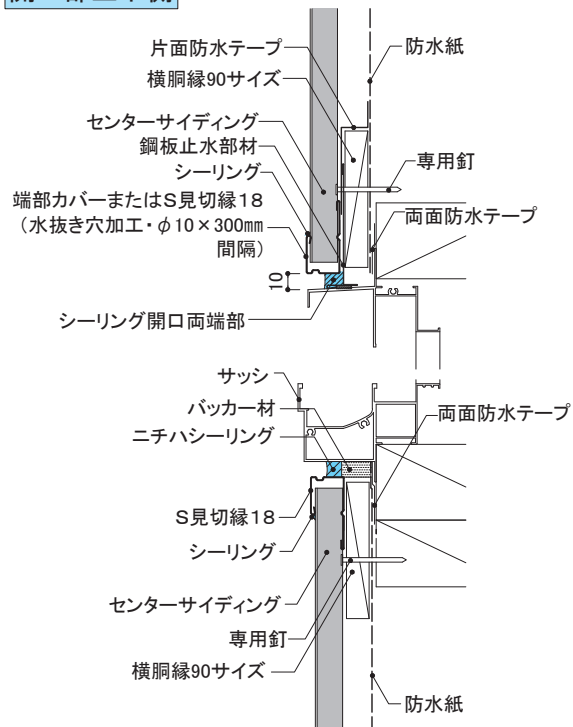 片面防水テープ
防水紙
横胴縁90サイズ
センターサイディング
鋼板止水部材
シーリング
専用釘
端部カバーまたはS見切縁18
（水抜き穴加工・φ10×300㎜
間隔）
両面防水テープ
10
シーリング開口両端部
サッシ
バッカー材
ニチハシーリング
両面防水テープ
S見切縁18
シーリング
センターサイディング
専用釘
横胴縁90サイズ
防水紙